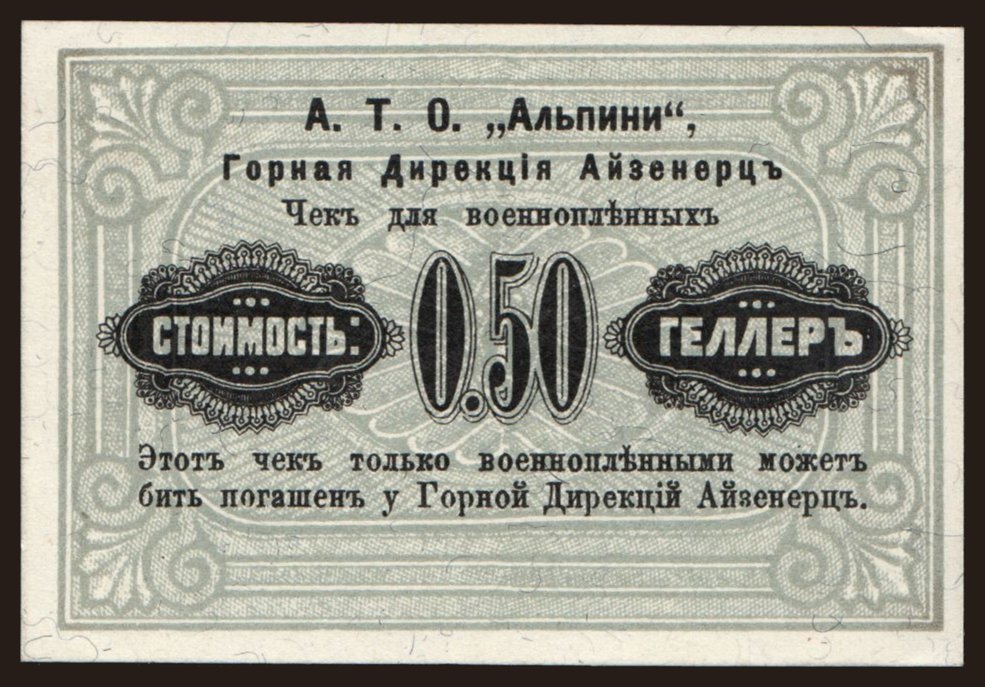 А. Т. О. „Альпини“,
Горная Дирекція Айзенерцъ
Чекъ для военноплѣнныхъ
СТОИМОСТЬ: 0.50 ГЕЛЛЕРЪ
Этотъ чекъ только военноплѣнными можетъ
бить погашенъ у Горной Дирекцій Айзенерцъ.